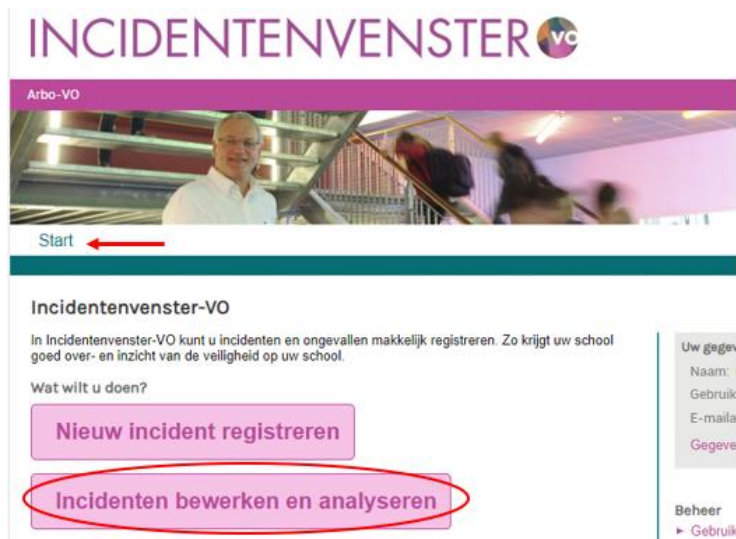 INCIDENTENVENSTER VO
Arbo-VO
Start
Incidentenvenster-VO
In Incidentenvenster-VO kunt u incidenten en ongevallen makkelijk registreren. Zo krijgt uw school
goed over- en inzicht van de veiligheid op uw school.
Wat wilt u doen?
Nieuw incident registreren
Incidenten bewerken en analyseren
Uw gegev
Naam:
Gebruik
E-maila
Gegeve
Beheer
► Gebruik